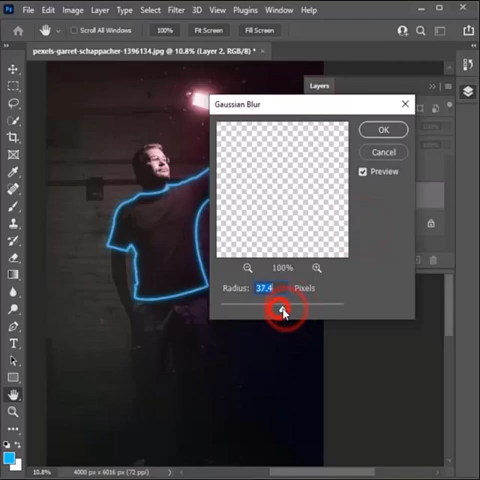 Ps File Edit Image Layer Type Select Filter 3D View Plugins Window Help
Scroll All Windows 100% Fit Screen Fill Screen
pexels-garret-schappacher-1396134.jpg @ 10.8% (Layer 2, RGB/8) * ×
Layers
Gaussian Blur
OK
Cancel
Preview
100%
Radius: 37.4 Pixels
T
10.8% 4000 px x 6016 px (72 ppi)